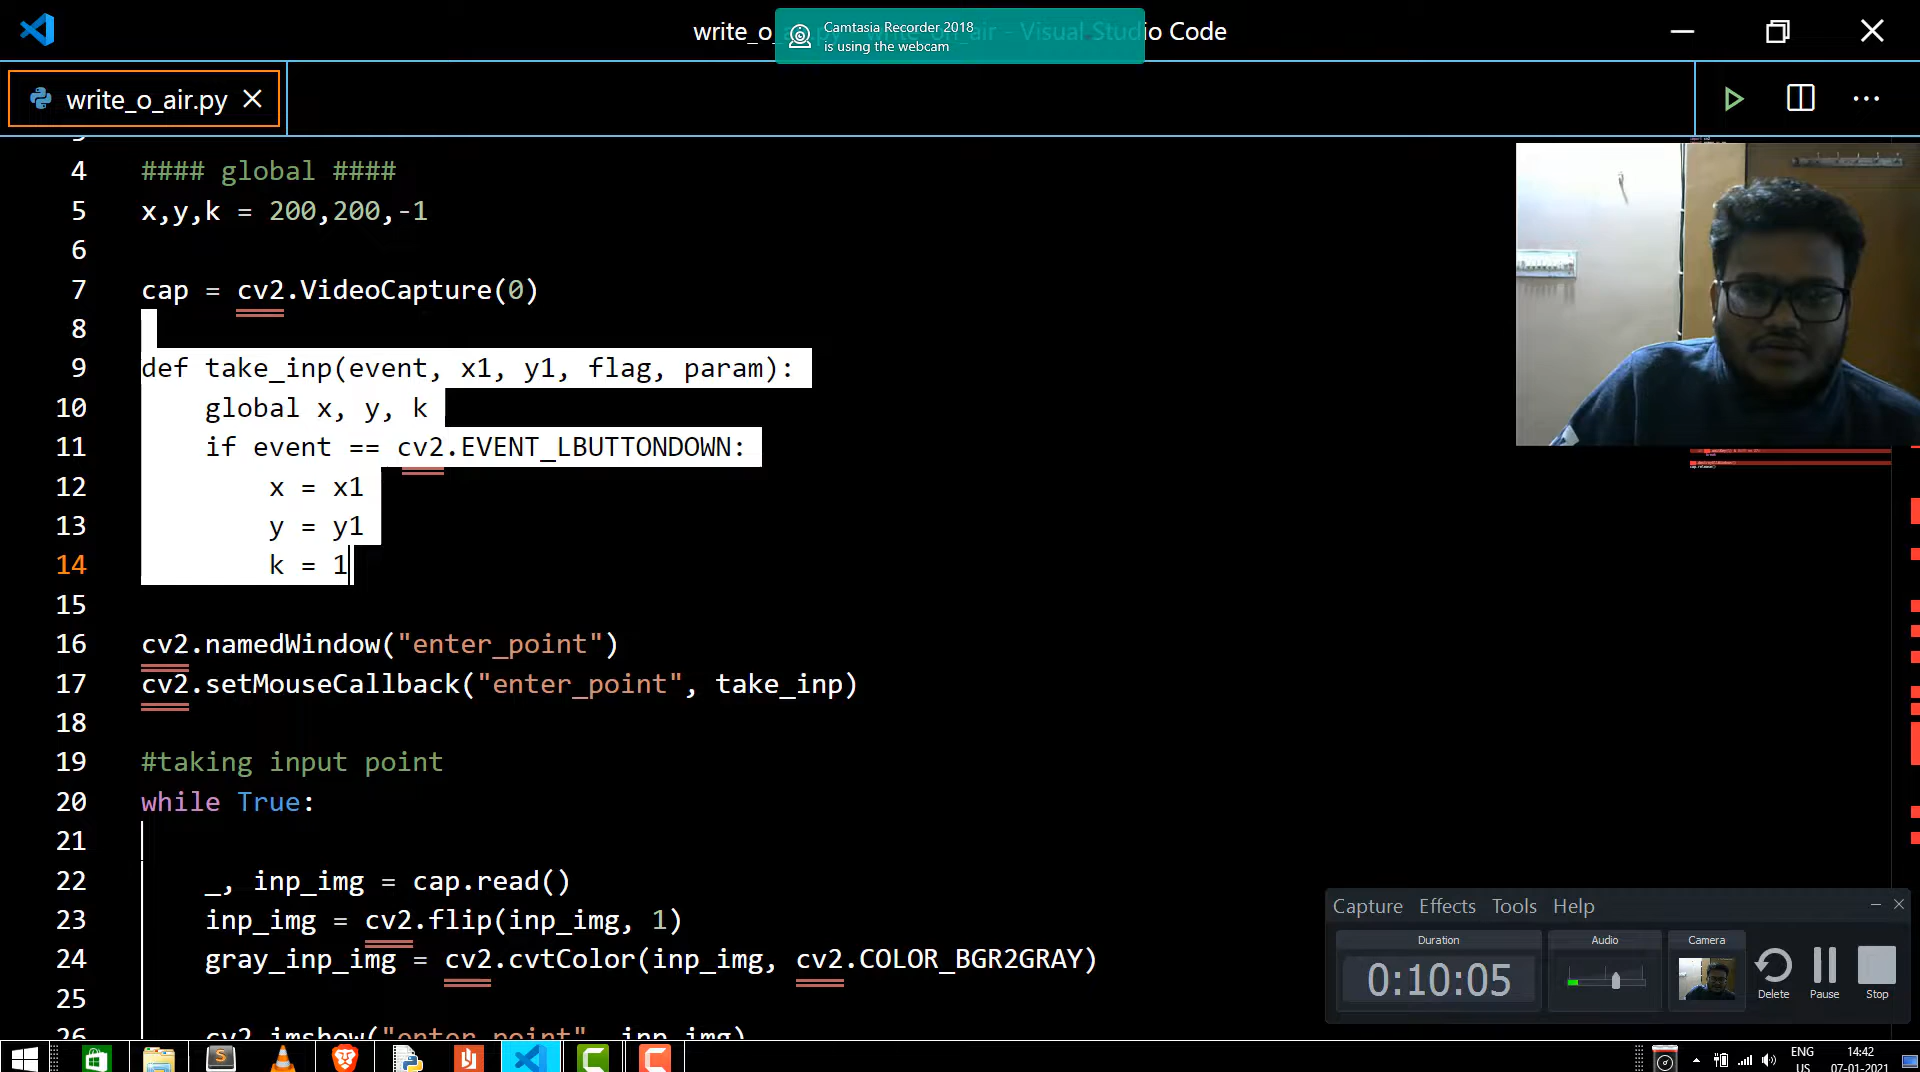 write_o_ air - Visual Studio Code
Camtasia Recorder 2018
is using the webcam
write_o_air.py
4 #### global ####
5 x,y,k = 200,200,-1
6
7 cap = cv2.VideoCapture(0)
8
9 def take_inp(event, x1, y1, flag, param):
10 global x, y, k
11 if event == cv2.EVENT_LBUTTONDOWN:
12 x = x1
13 y = y1
14 k = 1
15
16 cv2.namedWindow("enter_point")
17 cv2.setMouseCallback("enter_point", take_inp)
18
19 #taking input point
20 while True:
21
22 _, inp_img = cap.read()
23 inp_img = cv2.flip(inp_img, 1)
24 gray_inp_img = cv2.cvtColor(inp_img, cv2.COLOR_BGR2GRAY)
25
26 cv2.imshow("enter_point", inp_img)
Capture Effects Tools Help
Duration Audio Camera
0:10:05
Delete Pause Stop
ENG 14:42
US 07-01-2021